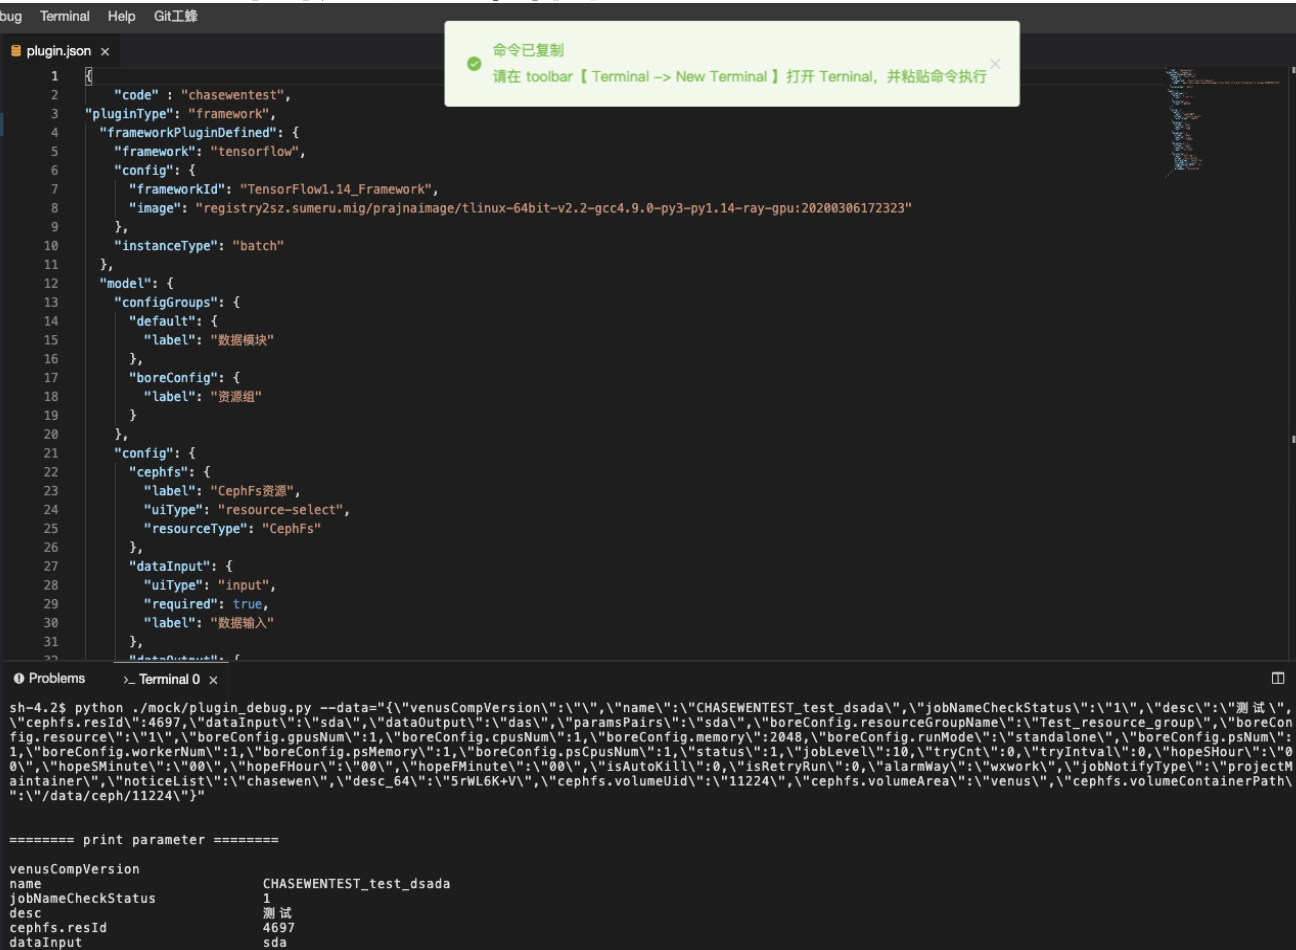 bug Terminal Help Git工蜂
plugin.json ×
命令已复制
请在 toolbar【 Terminal -> New Terminal 】打开 Terninal，并粘贴命令执行
1 {
2 "code" : "chasewentest",
3 "pluginType": "framework",
4 "frameworkPluginDefined": {
5 "framework": "tensorflow",
6 "config": {
7 "frameworkId": "TensorFlow1.14_Framework",
8 "image": "registry2sz.sumeru.mig/prajnaimage/tlinux-64bit-v2.2-gcc4.9.0-py3-py1.14-ray-gpu:20200306172323"
9 },
10 "instanceType": "batch"
11 },
12 "model": {
13 "configGroups": {
14 "default": {
15 "label": "数据模块"
16 },
17 "boreConfig": {
18 "label": "资源组"
19 }
20 },
21 "config": {
22 "cephfs": {
23 "label": "CephFs资源",
24 "uiType": "resource-select",
25 "resourceType": "CephFs"
26 },
27 "dataInput": {
28 "uiType": "input",
29 "required": true,
30 "label": "数据输入"
31 },
32 "dataOutput": {
Problems >_ Terminal 0 ×
sh-4.2$ python ./mock/plugin_debug.py --data="{\"venusCompVersion\":\"\",\"name\":\"CHASEWENTEST_test_dsada\",\"jobNameCheckStatus\":\"1\",\"desc\":\"测试\",
\"cephfs.resId\":4697,\"dataInput\":\"sda\",\"dataOutput\":\"das\",\"paramsPairs\":\"sda\",\"boreConfig.resourceGroupName\":\"Test_resource_group\",\"boreCon
fig.resource\":\"1\",\"boreConfig.gpusNum\":1,\"boreConfig.cpusNum\":1,\"boreConfig.memory\":2048,\"boreConfig.runMode\":\"standalone\",\"boreConfig.psNum\":
1,\"boreConfig.workerNum\":1,\"boreConfig.psMemory\":1,\"boreConfig.psCpusNum\":1,\"status\":1,\"jobLevel\":10,\"tryCnt\":0,\"tryIntval\":0,\"hopeSHour\":\"0
0\",\"hopeSMinute\":\"00\",\"hopeFHour\":\"00\",\"hopeFMinute\":\"00\",\"isAutoKill\":0,\"isRetryRun\":0,\"alarmWay\":\"wxwork\",\"jobNotifyType\":\"projectM
aintainer\",\"noticeList\":\"chasewen\",\"desc_64\":\"5rWL6K+V\",\"cephfs.volumeUid\":\"11224\",\"cephfs.volumeArea\":\"venus\",\"cephfs.volumeContainerPath\
":\"/data/ceph/11224\"}"
======== print parameter ========
venusCompVersion
name CHASEWENTEST_test_dsada
jobNameCheckStatus 1
desc 测试
cephfs.resId 4697
dataInput sda